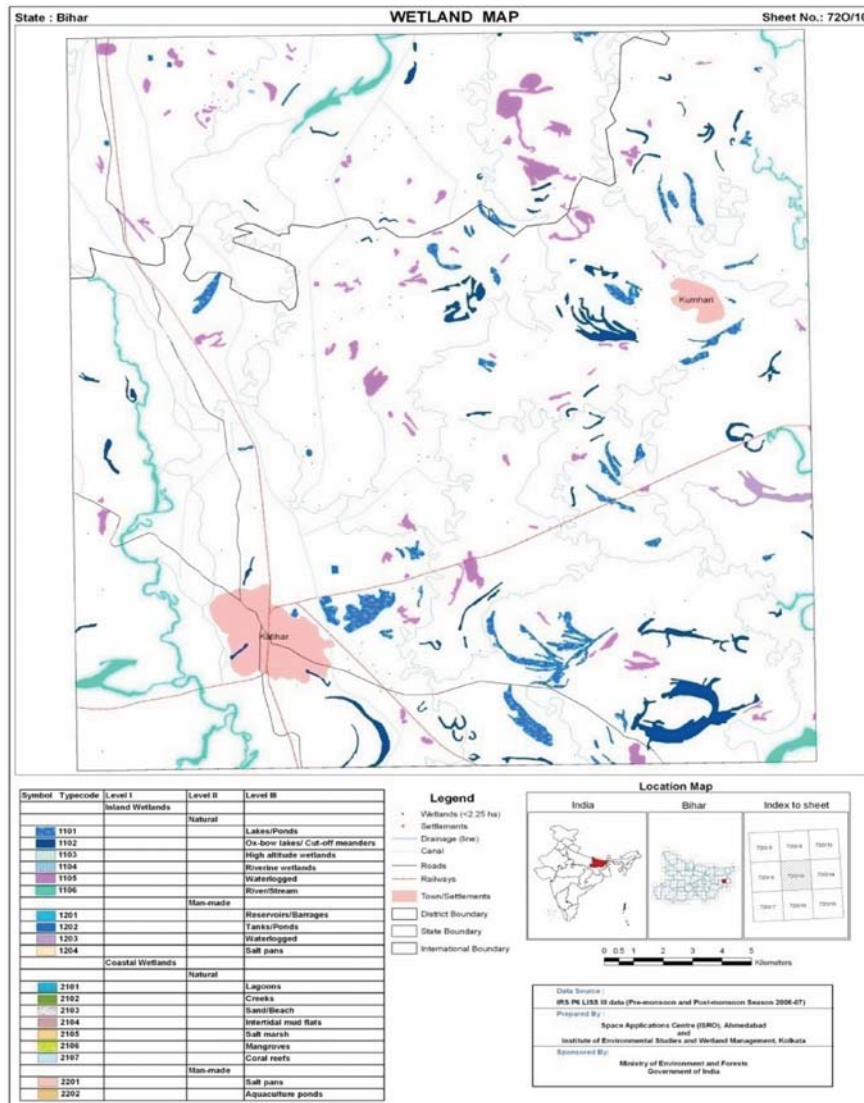 State : Bihar
WETLAND MAP
Sheet No.: 72O/10
Kumhari
Katihar
Symbol Typecode Level I Level II Level III
Inland Wetlands
Natural
1101 Lakes/Ponds
1102 Ox-bow lakes/ Cut-off meanders
1103 High altitude wetlands
1104 Riverine wetlands
1105 Waterlogged
1106 River/Stream
Man-made
1201 Reservoirs/Barrages
1202 Tanks/Ponds
1203 Waterlogged
1204 Salt pans
Coastal Wetlands
Natural
2101 Lagoons
2102 Creeks
2103 Sand/Beach
2104 Intertidal mud flats
2105 Salt marsh
2106 Mangroves
2107 Coral reefs
Man-made
2201 Salt pans
2202 Aquaculture ponds
Legend
Wetlands (<2.25 ha)
Settlements
Drainage (line)
Canal
Roads
Railways
Town/Settlements
District Boundary
State Boundary
International Boundary
Location Map
India
Bihar
Index to sheet
0 0.5 1 2 3 4 5
Kilometers
Data Source :
IRS P6 LISS III data (Pre-monsoon and Post-monsoon Season 2006-07)
Prepared By :
Space Applications Centre (ISRO), Ahmedabad
and
Institute of Environmental Studies and Wetland Management, Kolkata
Sponsored By:
Ministry of Environment and Forests
Government of India